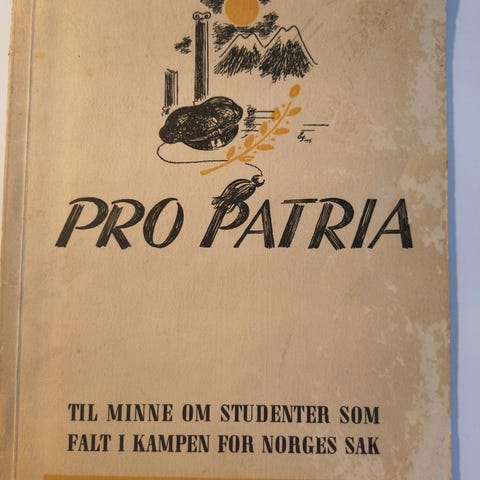 PRO PATRIA
TIL MINNE OM STUDENTER SOM
FALT I KAMPEN FOR NORGES SAK